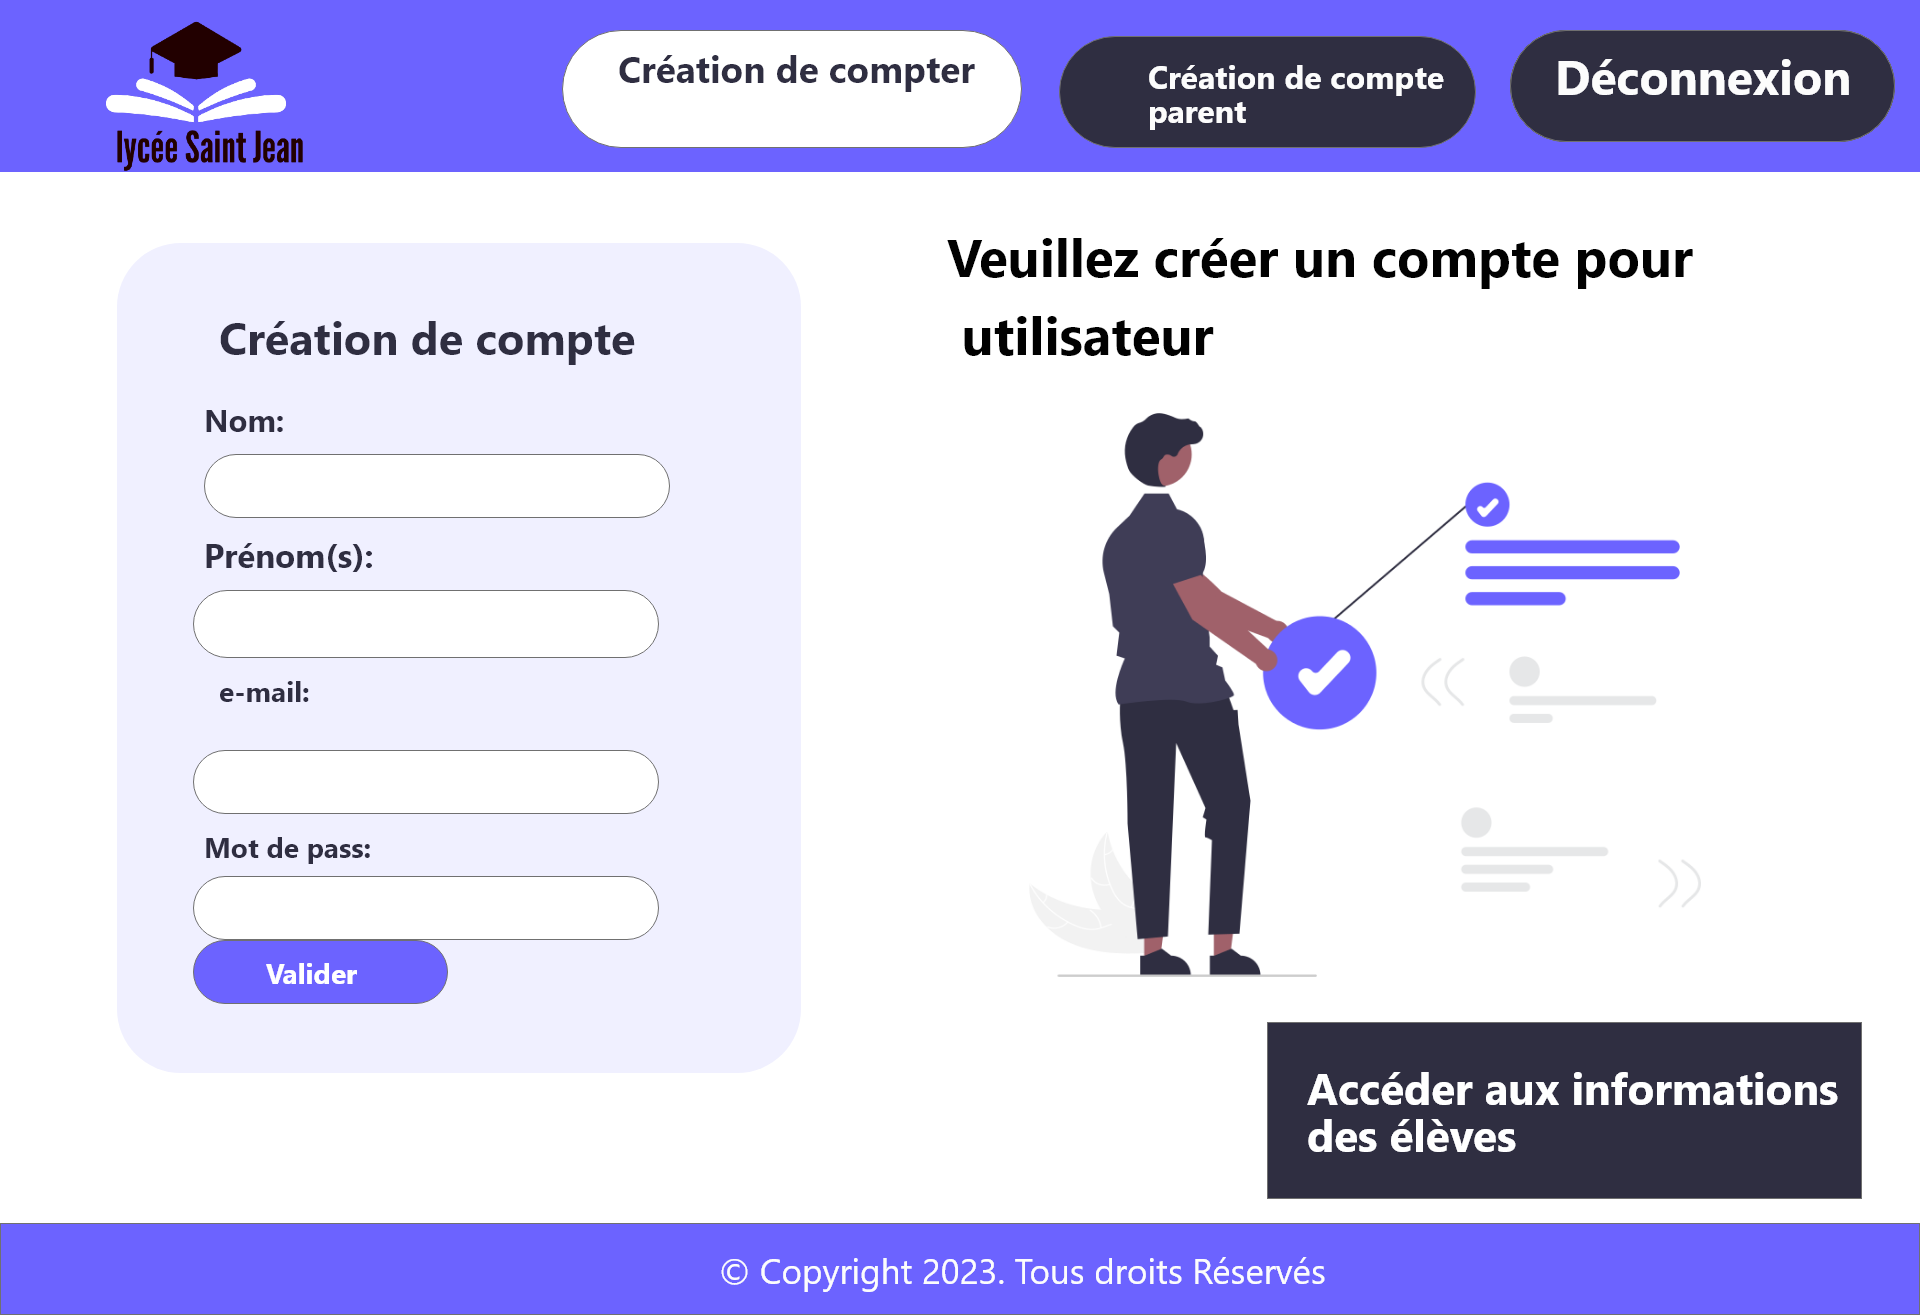 lycée Saint Jean
Création de compter
Création de compte
parent
Déconnexion
Veuillez créer un compte pour
utilisateur
Création de compte
Nom:
Prénom(s):
e-mail:
Mot de pass:
Valider
Accéder aux informations
des élèves
© Copyright 2023. Tous droits Réservés